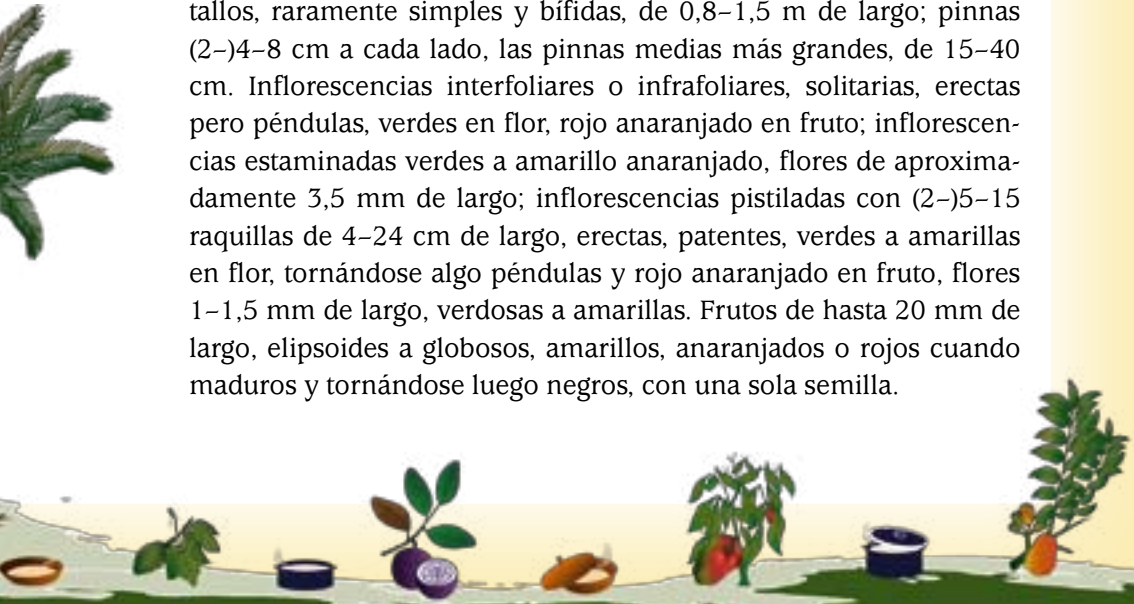 tallos, raramente simples y bífidas, de 0,8–1,5 m de largo; pinnas
(2–)4–8 cm a cada lado, las pinnas medias más grandes, de 15–40
cm. Inflorescencias interfoliares o infrafoliares, solitarias, erectas
pero péndulas, verdes en flor, rojo anaranjado en fruto; inflorescen-
cias estaminadas verdes a amarillo anaranjado, flores de aproxima-
damente 3,5 mm de largo; inflorescencias pistiladas con (2–)5–15
raquillas de 4–24 cm de largo, erectas, patentes, verdes a amarillas
en flor, tornándose algo péndulas y rojo anaranjado en fruto, flores
1–1,5 mm de largo, verdosas a amarillas. Frutos de hasta 20 mm de
largo, elipsoides a globosos, amarillos, anaranjados o rojos cuando
maduros y tornándose luego negros, con una sola semilla.